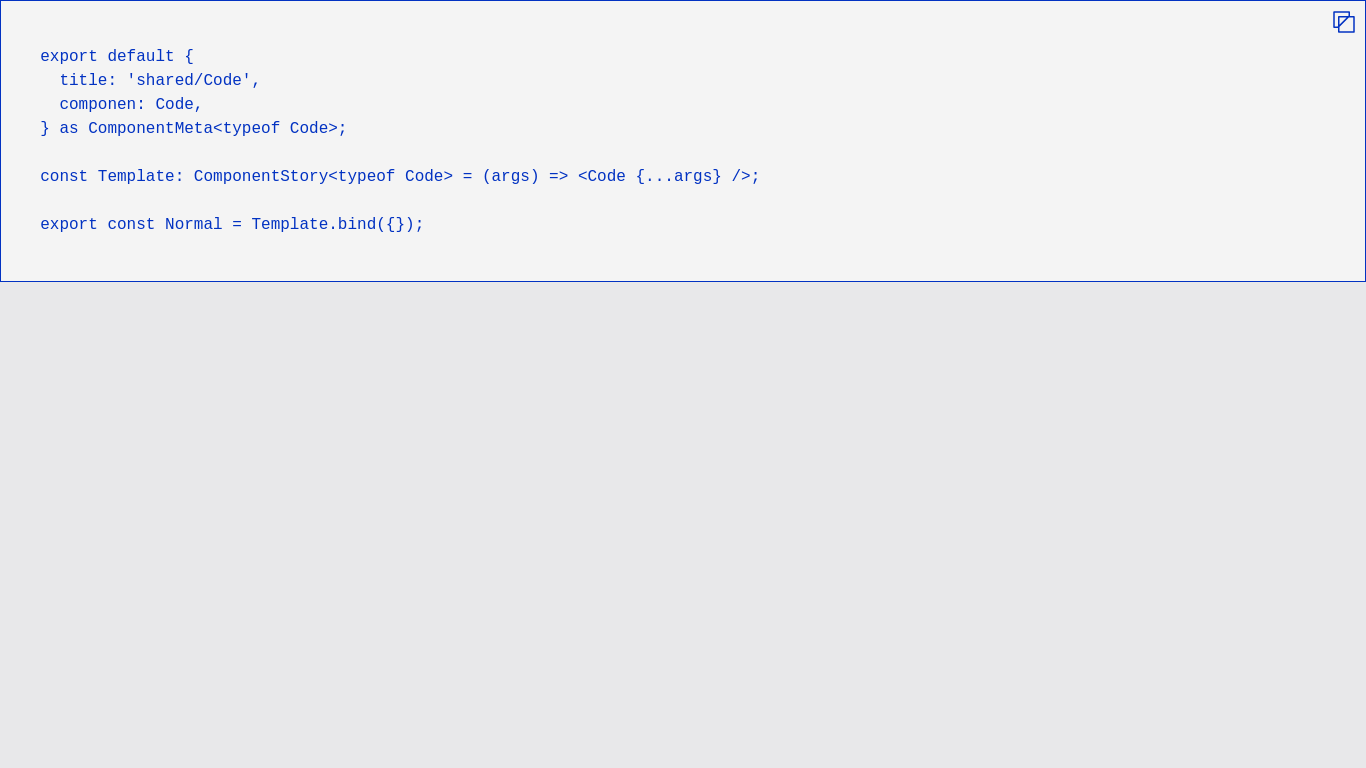 export default {
  title: 'shared/Code',
  componen: Code,
} as ComponentMeta<typeof Code>;

const Template: ComponentStory<typeof Code> = (args) => <Code {...args} />;

export const Normal = Template.bind({});